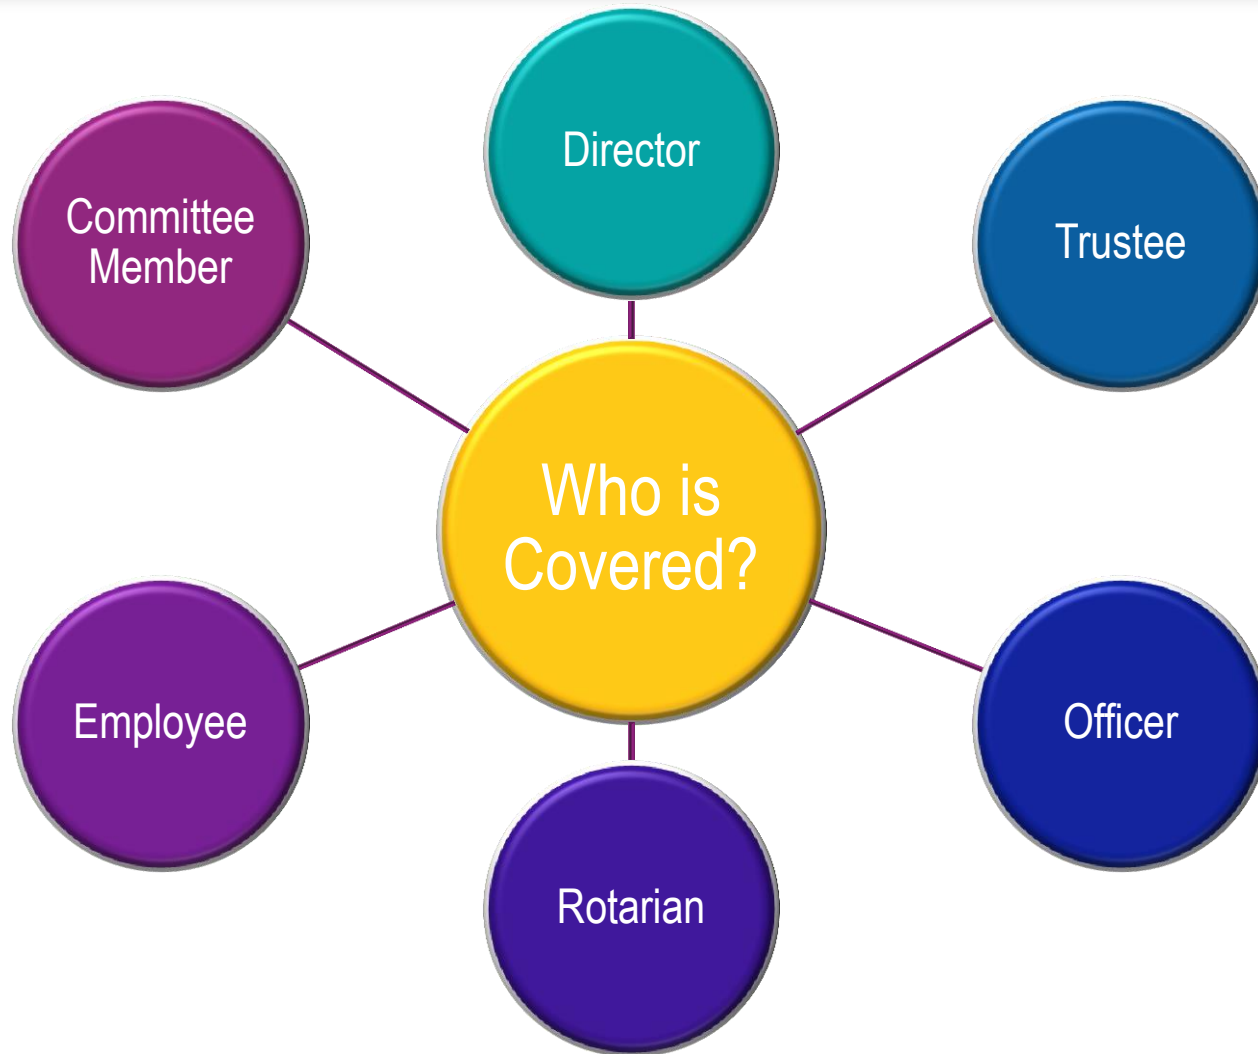 Director
Committee
Member
Trustee
Who is
Covered?
Employee
Officer
Rotarian